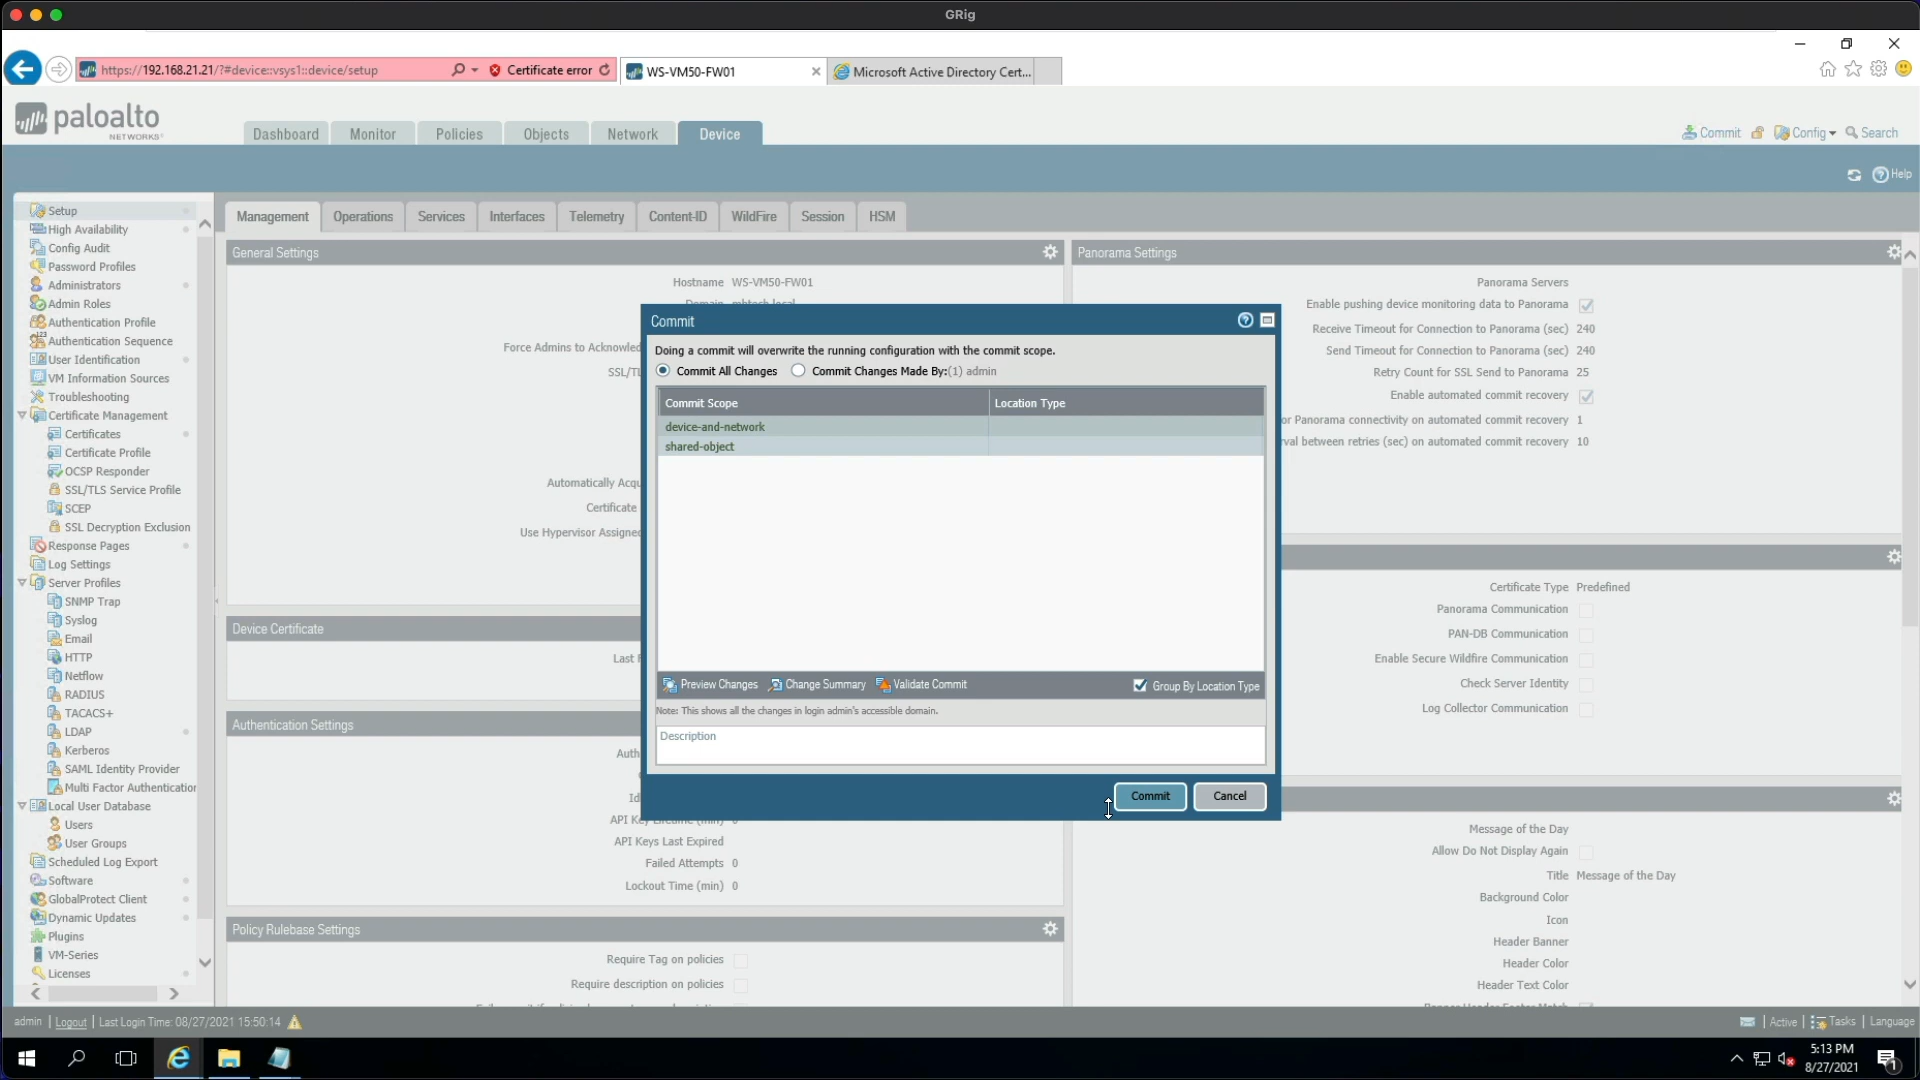 GRig
https://192.168.21.21/?#device::vsys1::device/setup
Certificate error
WS-VM50-FW01
Microsoft Active Directory Cert...
paloalto
NETWORKS
Dashboard
Monitor
Policies
Objects
Network
Device
Commit
Config
Search
Help
Setup
High Availability
Config Audit
Password Profiles
Administrators
Admin Roles
Authentication Profile
Authentication Sequence
User Identification
VM Information Sources
Troubleshooting
Certificate Management
Certificates
Certificate Profile
OCSP Responder
SSL/TLS Service Profile
SCEP
SSL Decryption Exclusion
Response Pages
Log Settings
Server Profiles
SNMP Trap
Syslog
Email
HTTP
Netflow
RADIUS
TACACS+
LDAP
Kerberos
SAML Identity Provider
Multi Factor Authentication
Local User Database
Users
User Groups
Scheduled Log Export
Software
GlobalProtect Client
Dynamic Updates
Plugins
VM-Series
Licenses
Management
Operations
Services
Interfaces
Telemetry
Content-ID
WildFire
Session
HSM
General Settings
Hostname WS-VM50-FW01
Force Admins to Acknowled
SSL/TL
Automatically Acqu
Certificate
Use Hypervisor Assigned
Device Certificate
Last F
Authentication Settings
Auth
Id
API Keys Last Expired
Failed Attempts 0
Lockout Time (min) 0
Policy Rulebase Settings
Require Tag on policies
Require description on policies
Commit
Doing a commit will overwrite the running configuration with the commit scope.
Commit All Changes
Commit Changes Made By:(1) admin
Commit Scope
Location Type
device-and-network
shared-object
Preview Changes
Change Summary
Validate Commit
Group By Location Type
Note: This shows all the changes in login admin's accessible domain.
Description
Commit
Cancel
Panorama Settings
Panorama Servers
Enable pushing device monitoring data to Panorama
Receive Timeout for Connection to Panorama (sec) 240
Send Timeout for Connection to Panorama (sec) 240
Retry Count for SSL Send to Panorama 25
Enable automated commit recovery
or Panorama connectivity on automated commit recovery 1
rval between retries (sec) on automated commit recovery 10
Certificate Type Predefined
Panorama Communication
PAN-DB Communication
Enable Secure Wildfire Communication
Check Server Identity
Log Collector Communication
Message of the Day
Allow Do Not Display Again
Title Message of the Day
Background Color
Icon
Header Banner
Header Color
Header Text Color
admin | Logout | Last Login Time: 08/27/2021 15:50:14
Active | Tasks | Language
5:13 PM
8/27/2021
1